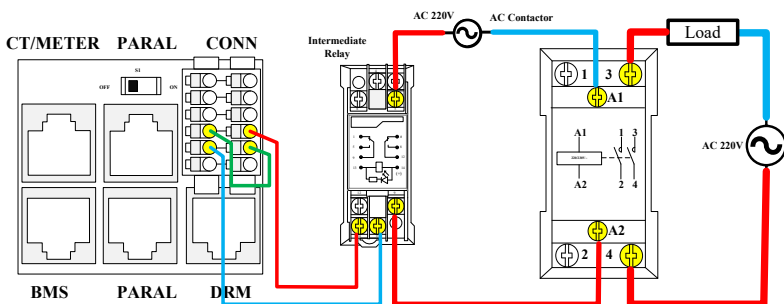 CT/METER PARAL CONN
S1
OFF ON
BMS PARAL DRM
Intermediate
Relay
AC 220V AC Contactor
1 3
A1
A1 1 3
A2 2 4
A2
2 4
Load
AC 220V